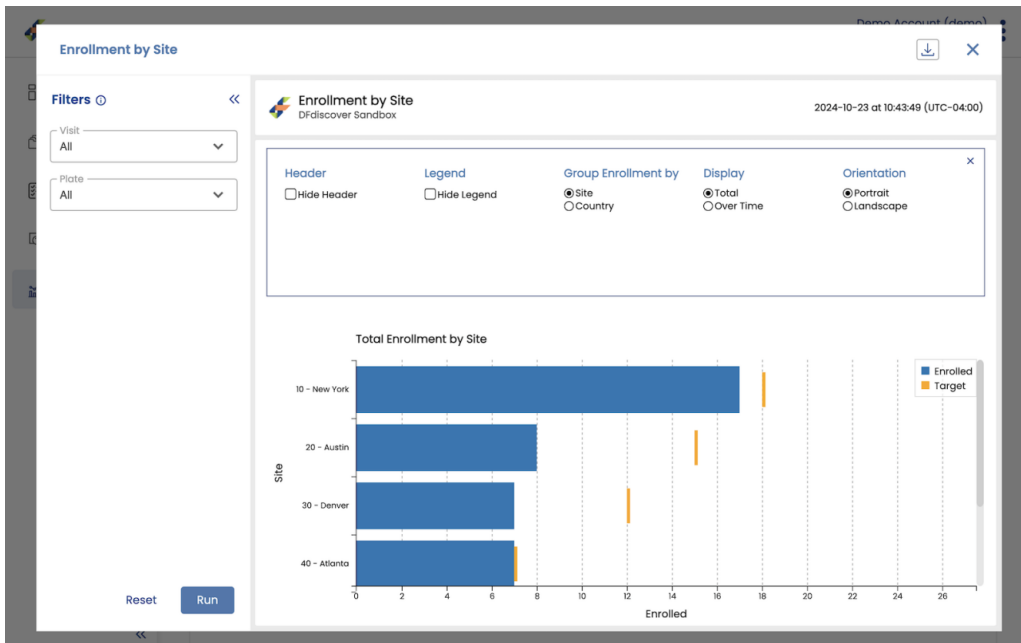 Demo Account (demo)
Enrollment by Site
Filters
Visit
All
Plate
All
Reset
Run
Enrollment by Site
DFdiscover Sandbox
2024-10-23 at 10:43:49 (UTC-04:00)
Header
Hide Header
Legend
Hide Legend
Group Enrollment by
Site
Country
Display
Total
Over Time
Orientation
Portrait
Landscape
Total Enrollment by Site
Enrolled
Target
10 - New York
20 - Austin
30 - Denver
40 - Atlanta
Site
0 2 4 6 8 10 12 14 16 18 20 22 24 26
Enrolled